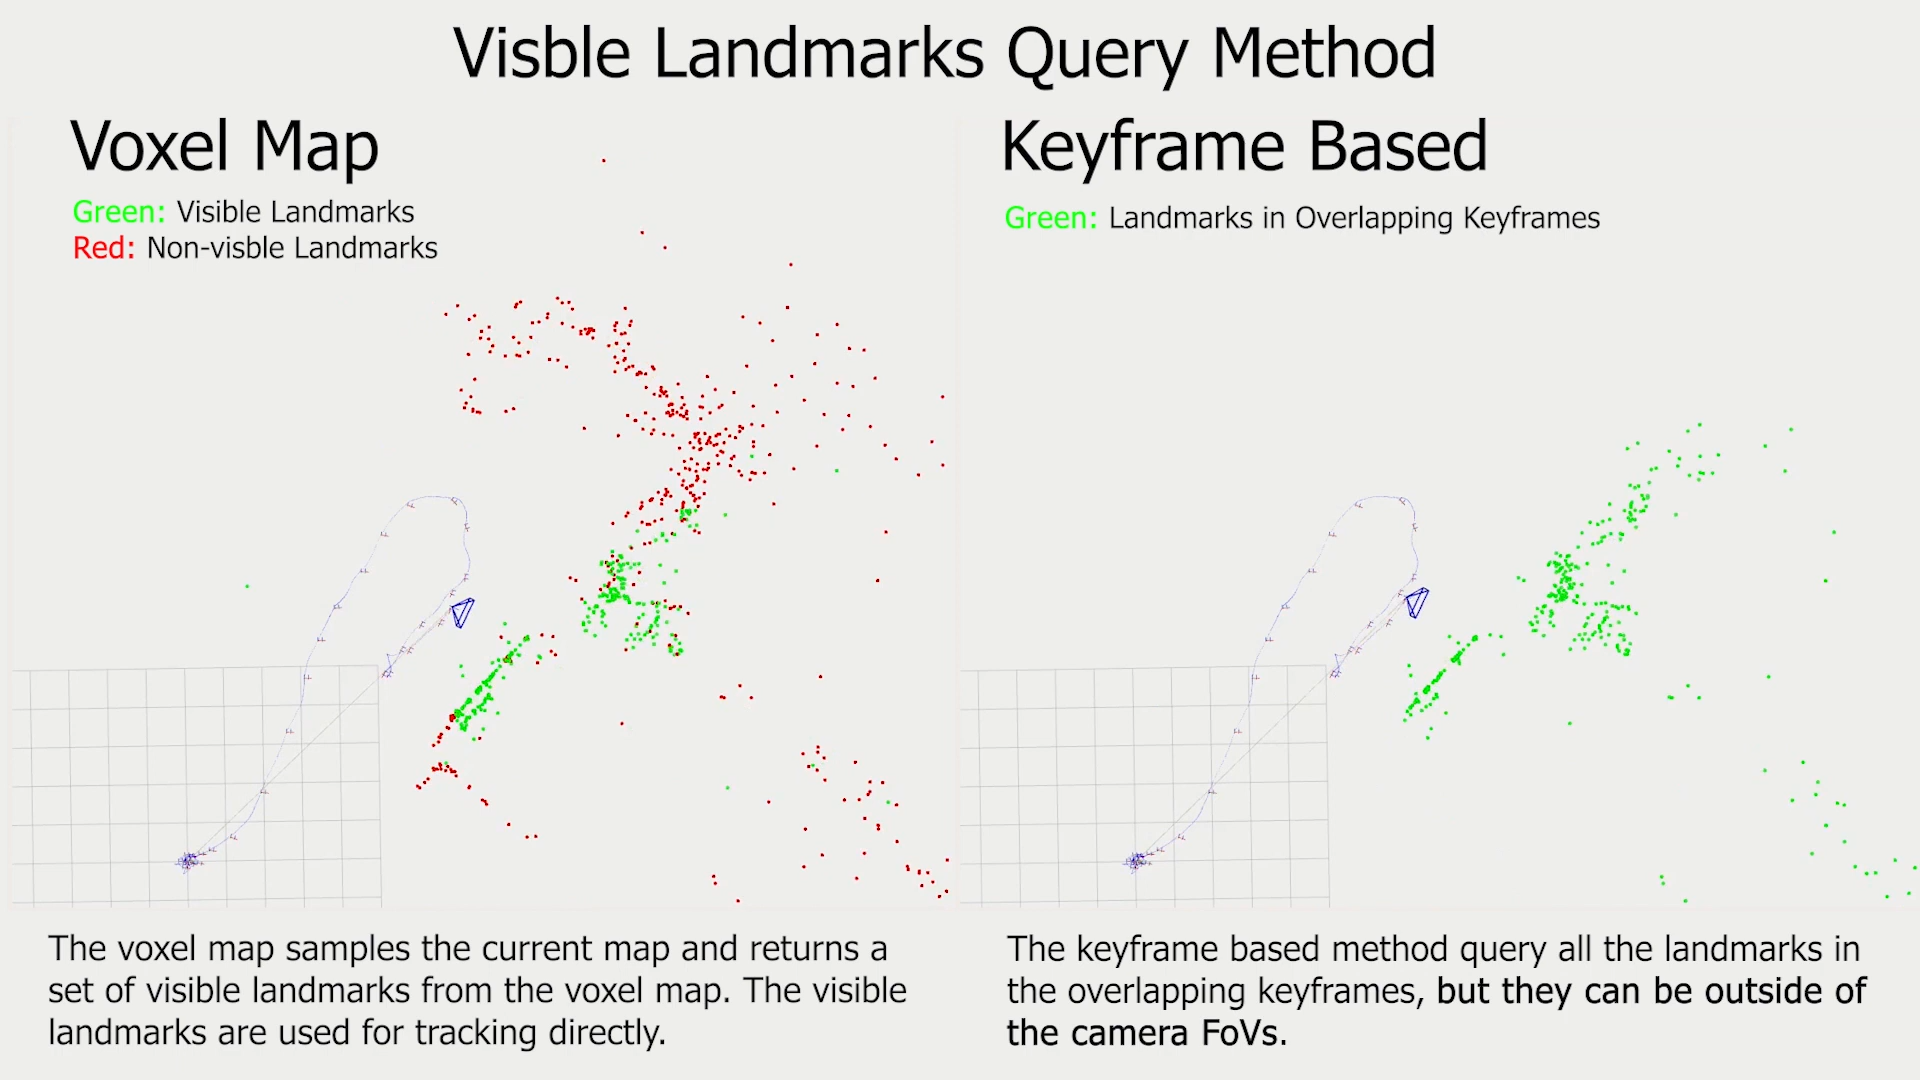 Visble Landmarks Query Method
Voxel Map
Green: Visible Landmarks
Red: Non-visble Landmarks
Keyframe Based
Green: Landmarks in Overlapping Keyframes
The voxel map samples the current map and returns a
set of visible landmarks from the voxel map. The visible
landmarks are used for tracking directly.
The keyframe based method query all the landmarks in
the overlapping keyframes, but they can be outside of
the camera FoVs.